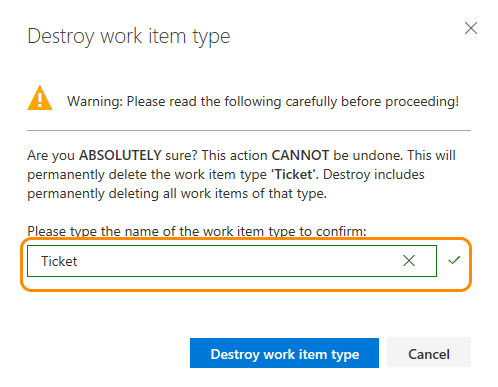 Destroy work item type
Warning: Please read the following carefully before proceeding!
Are you ABSOLUTELY sure? This action CANNOT be undone. This will
permanently delete the work item type 'Ticket'. Destroy includes
permanently deleting all work items of that type.
Please type the name of the work item type to confirm:
Ticket
Destroy work item type Cancel